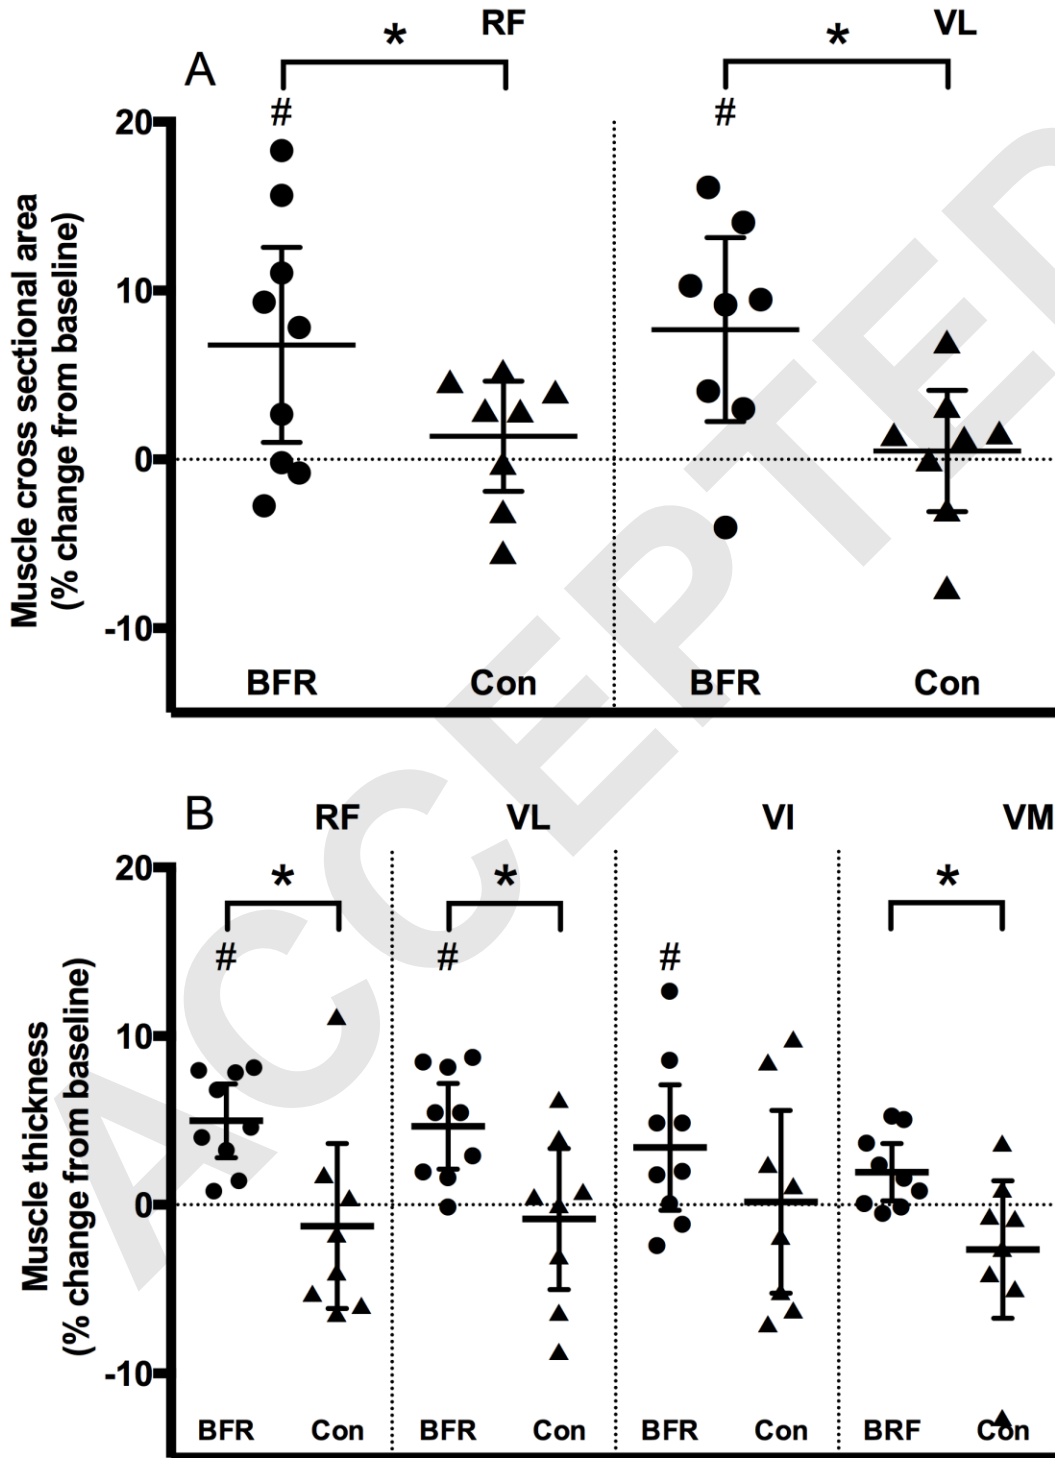 RF VL
* *
A
# #
20
10
0
-10
Muscle cross sectional area
(% change from baseline)
BFR Con BFR Con
B RF VL VI VM
20
* * *
# # #
10
0
-10
Muscle thickness
(% change from baseline)
BFR Con BFR Con BFR Con BRF Con
ACCEPTED